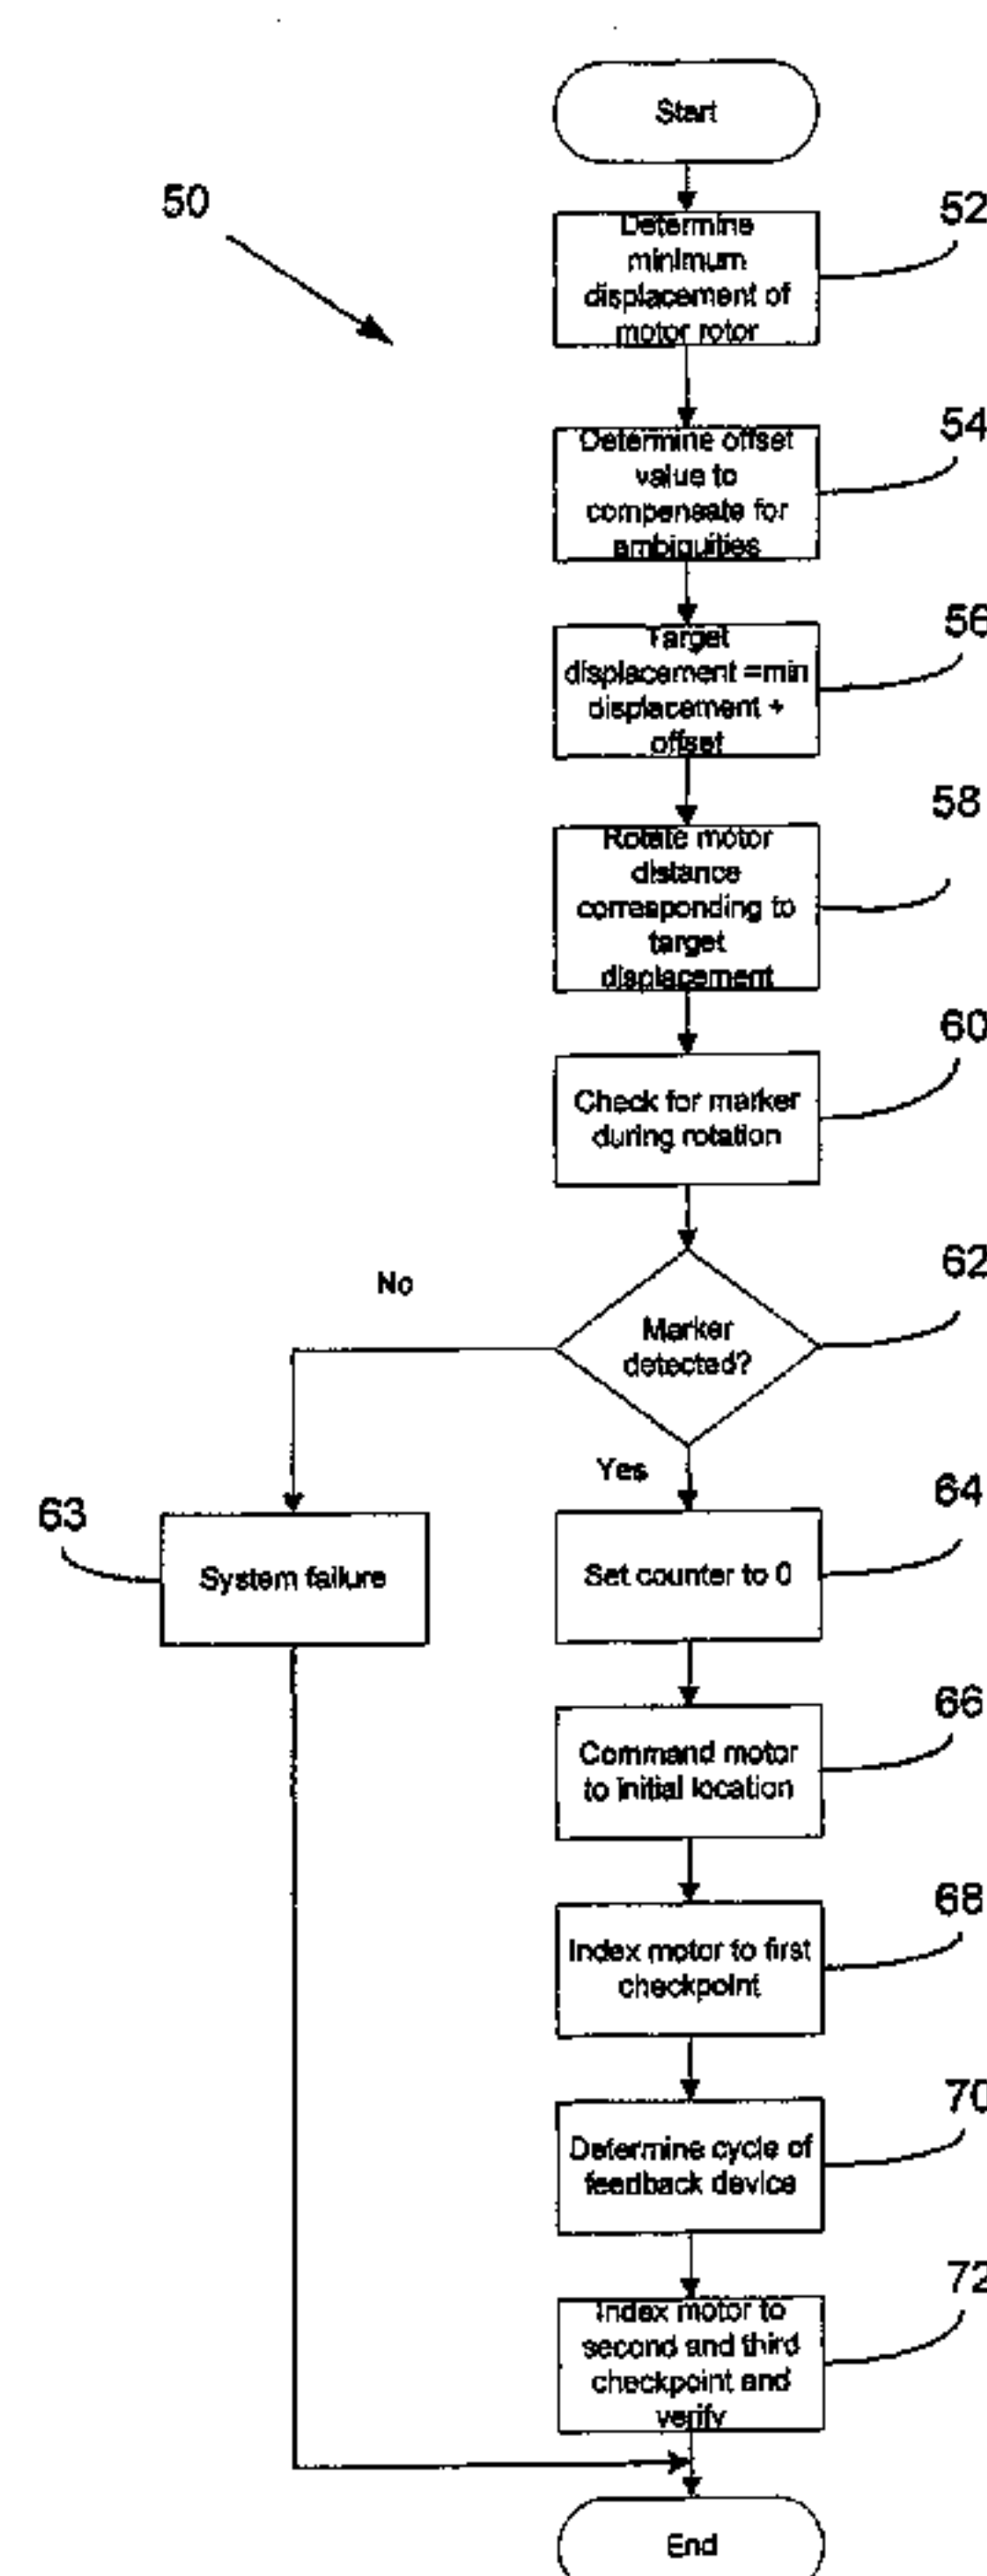 Start
50
52
Determine
minimum
displacement of
motor rotor
54
Determine offset
value to
compensate for
ambiguities
56
Target
displacement =min
displacement +
offset
58
Rotate motor
distance
corresponding to
target
displacement
60
Check for marker
during rotation
62
No
Marker
detected?
Yes
63
System failure
64
Set counter to 0
66
Command motor
to initial location
68
Index motor to first
checkpoint
70
Determine cycle of
feedback device
72
Index motor to
second and third
checkpoint and
verify
End